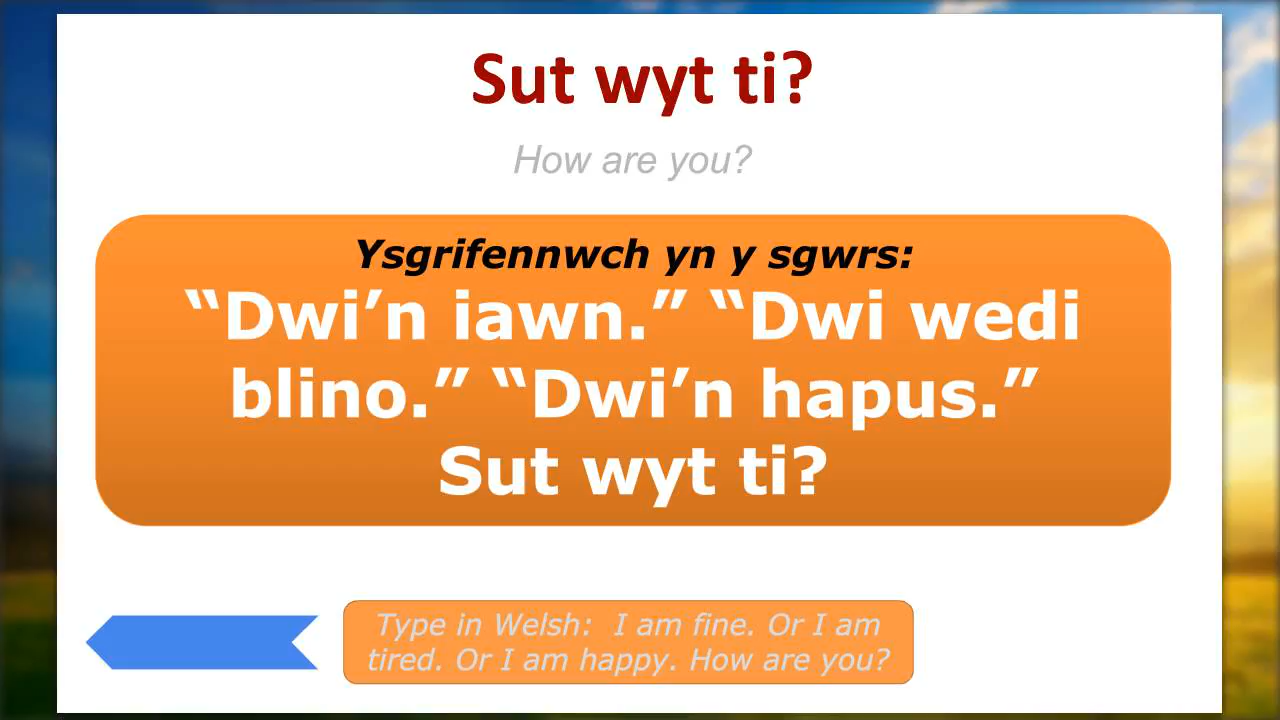 Sut wyt ti?
How are you?
Ysgrifennwch yn y sgwrs:
“Dwi’n iawn.” “Dwi wedi
blino.” “Dwi’n hapus.”
Sut wyt ti?
Type in Welsh:  I am fine. Or I am
tired. Or I am happy. How are you?